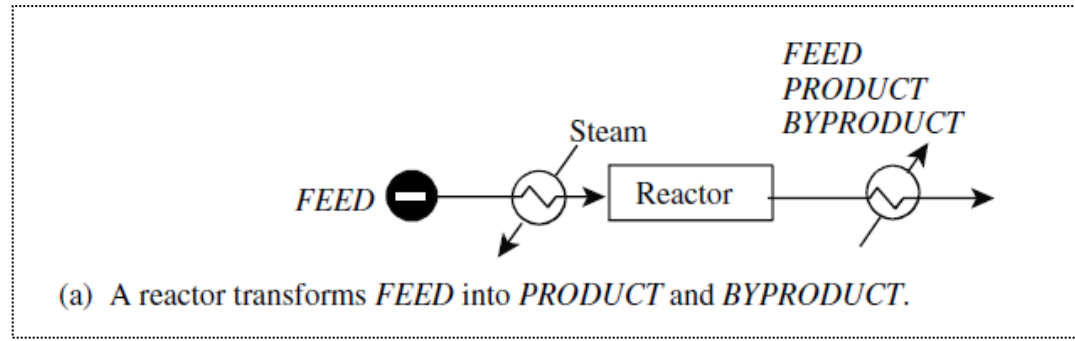 FEED
PRODUCT
BYPRODUCT
Steam
FEED
Reactor
(a) A reactor transforms FEED into PRODUCT and BYPRODUCT.